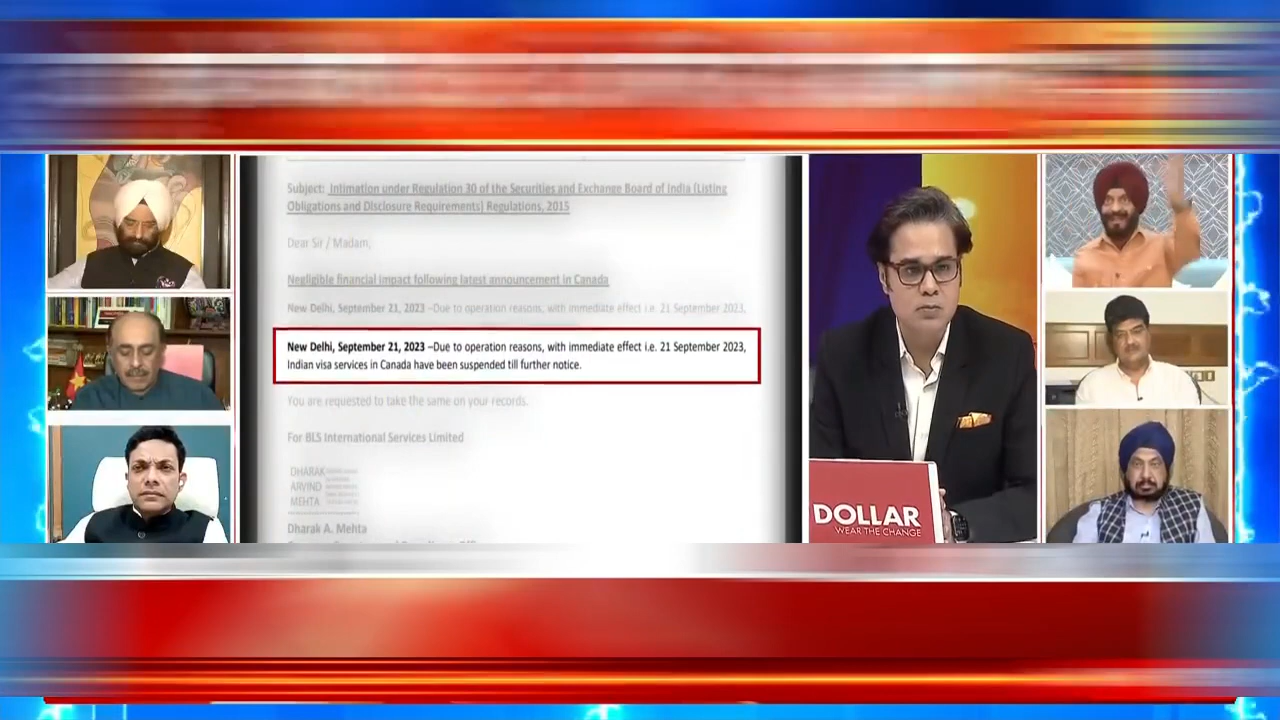 Subject: Intimation under Regulation 30 of the Securities and Exchange Board of India (Listing
Obligations and Disclosure Requirements) Regulations, 2015
Dear Sir / Madam,
Negligible financial impact following latest announcement in Canada
New Delhi, September 21, 2023 –Due to operation reasons, with immediate effect i.e. 21 September 2023,
New Delhi, September 21, 2023 –Due to operation reasons, with immediate effect i.e. 21 September 2023,
Indian visa services in Canada have been suspended till further notice.
You are requested to take the same on your records.
For BLS International Services Limited
DHARAK
ARVIND
MEHTA
Dharak A. Mehta
DOLLAR
WEAR THE CHANGE